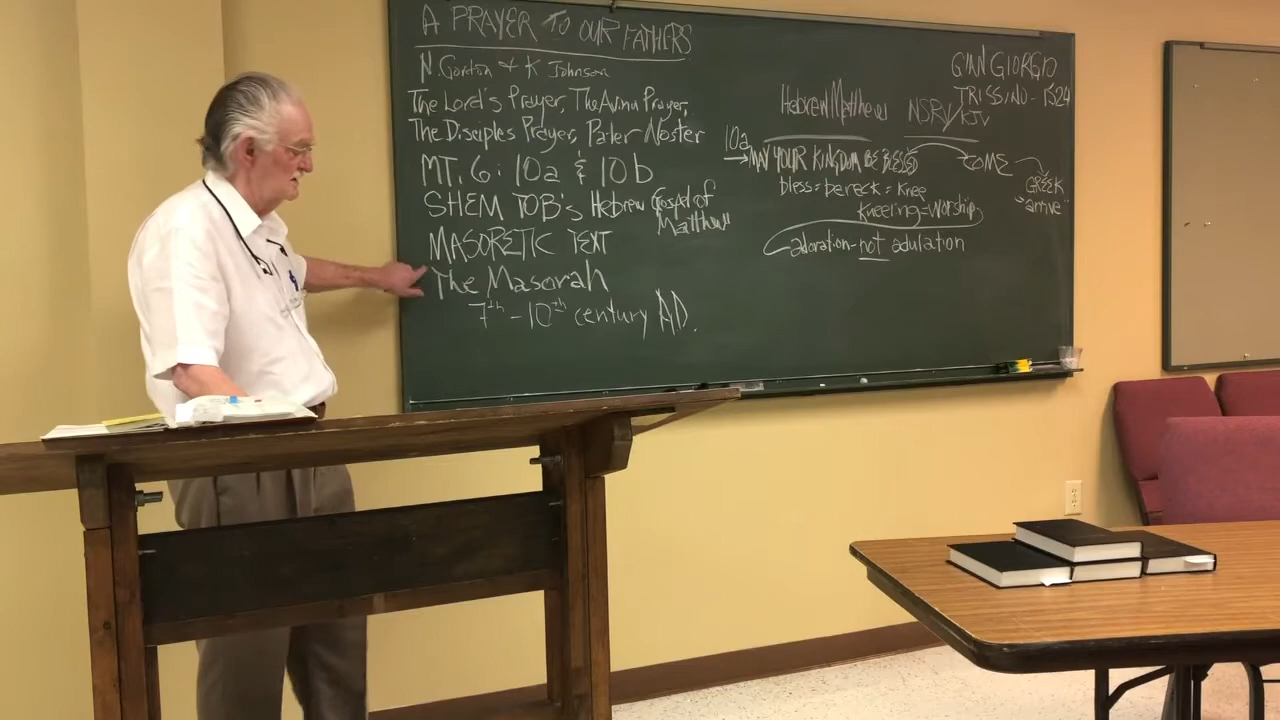 A PRAYER TO OUR FATHERS
N. Gordon & K Johnson
The Lord's Prayer, The Avinu Prayer,
The Disciples Prayer, Pater Noster
MT. 6: 10a & 10b
SHEM TOB's Hebrew Gospel of
Matthew
MASORETIC TEXT
The Masorah
7th - 10th century AD.
Hebrew Matthew
NSRV/KJV
GINN GIORGIO
TRISSINO - 1524
10a
MAY YOUR KINGDOM BE BLESSED
COME
GREEK
"arrive"
bless = bereck = knee
kneering = worship
adoration - not adulation